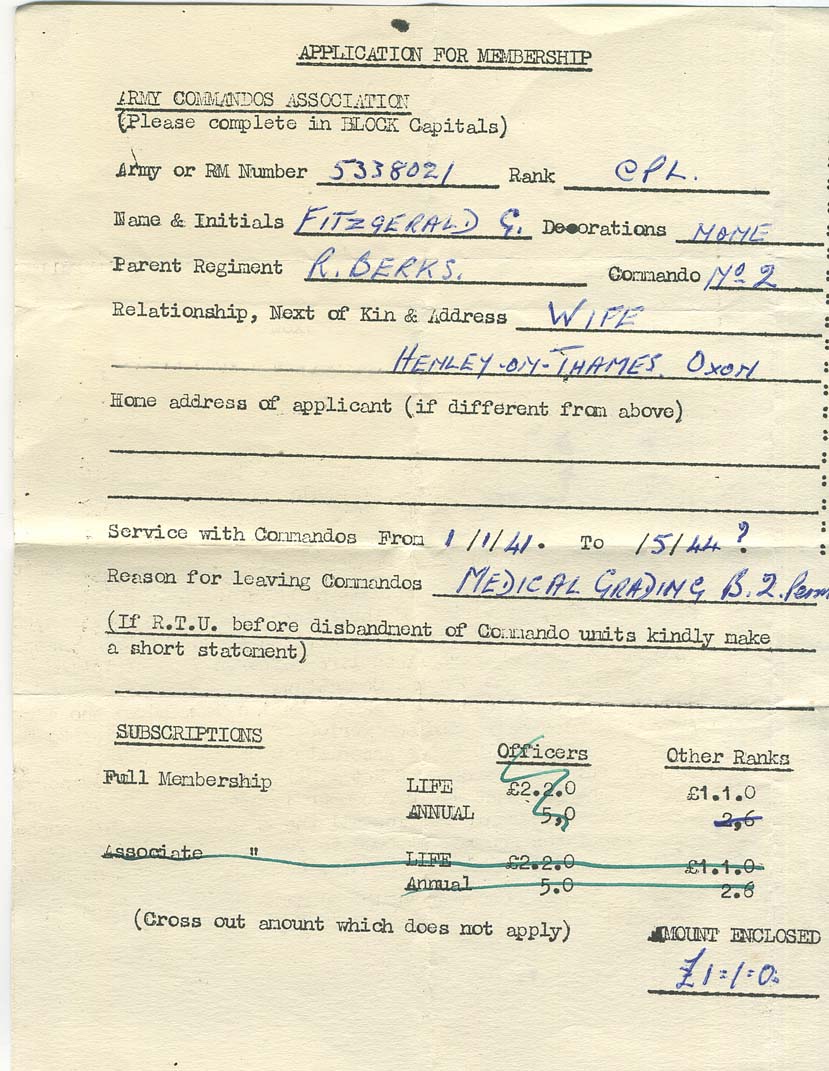 APPLICATION FOR MEMBERSHIP
ARMY COMMANDOS ASSOCIATION
(Please complete in BLOCK Capitals)
Army or RM Number 5338021 Rank CPL.
Name & Initials FITZGERALD G. Decorations NONE
Parent Regiment R. BERKS. Commando No 2
Relationship, Next of Kin & Address WIFE
HENLEY-ON-THAMES. OXON
Home address of applicant (if different from above)
Service with Commandos From 1/1/41. To /5/44 ?
Reason for leaving Commandos MEDICAL GRADING B.2. Perm
(If R.T.U. before disbandment of Commando units kindly make
a short statement)
SUBSCRIPTIONS
Officers Other Ranks
Full Membership LIFE £2.2.0 £1.1.0
ANNUAL 5,0 2,6
Associate " LIFE £2.2.0 £1.1.0
Annual 5.0 2.6
(Cross out amount which does not apply) AMOUNT ENCLOSED
£1=1=0.